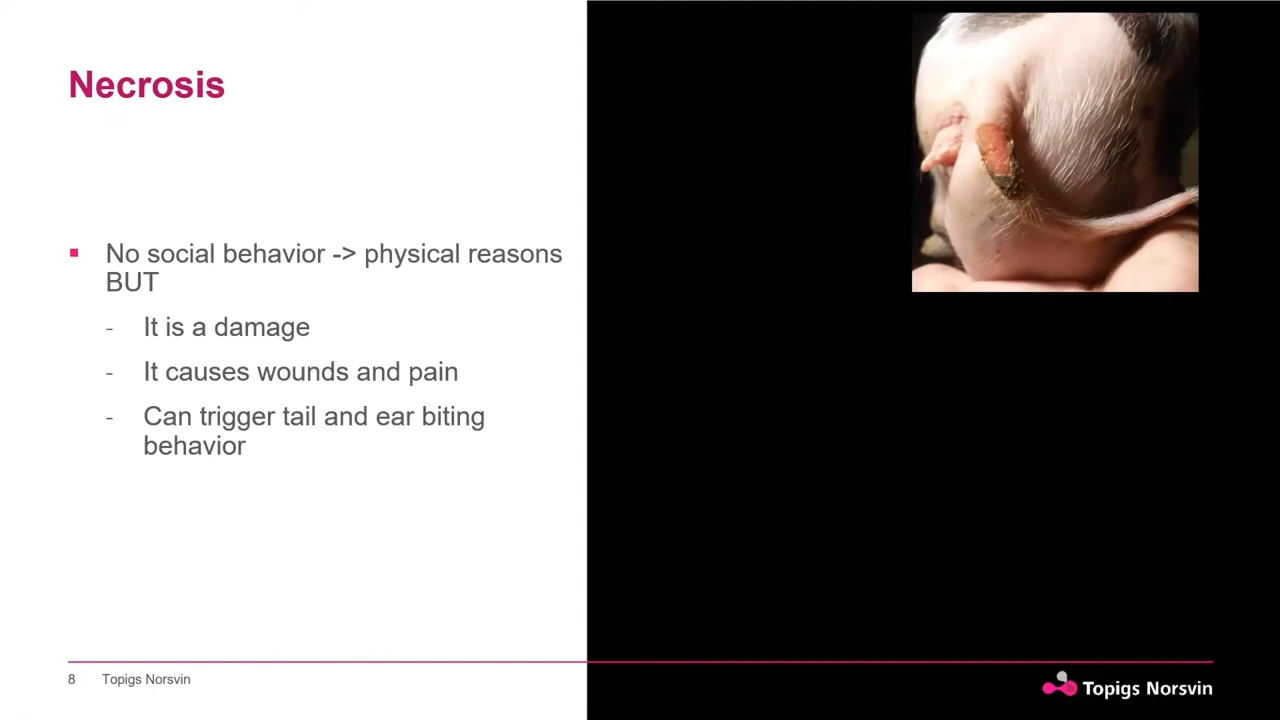 Necrosis
▪ No social behavior -> physical reasons
BUT
- It is a damage
- It causes wounds and pain
- Can trigger tail and ear biting
behavior
8 Topigs Norsvin
Topigs Norsvin